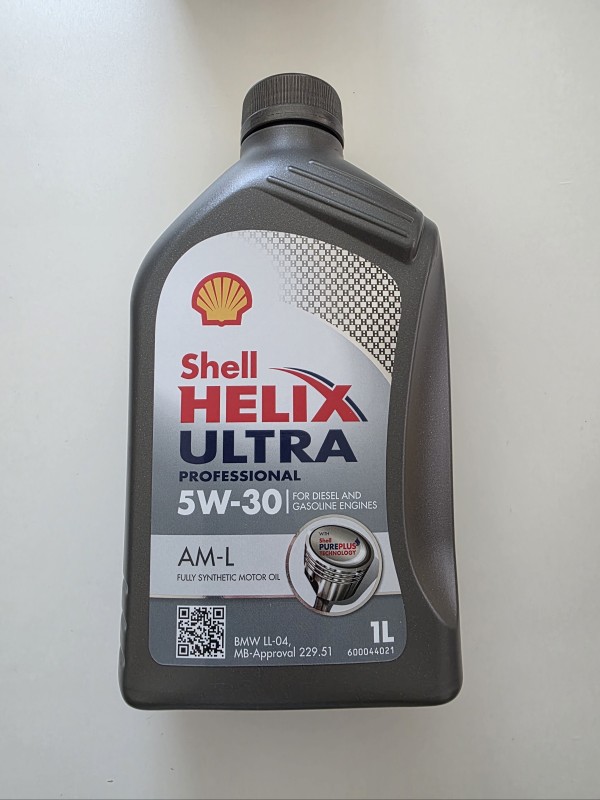 Shell
HELIX
ULTRA
PROFESSIONAL
5W-30
FOR DIESEL AND
GASOLINE ENGINES
AM-L
FULLY SYNTHETIC MOTOR OIL
WITH
Shell
PUREPLUS
TECHNOLOGY
BMW LL-04,
MB-Approval 229.51
1L
600044021